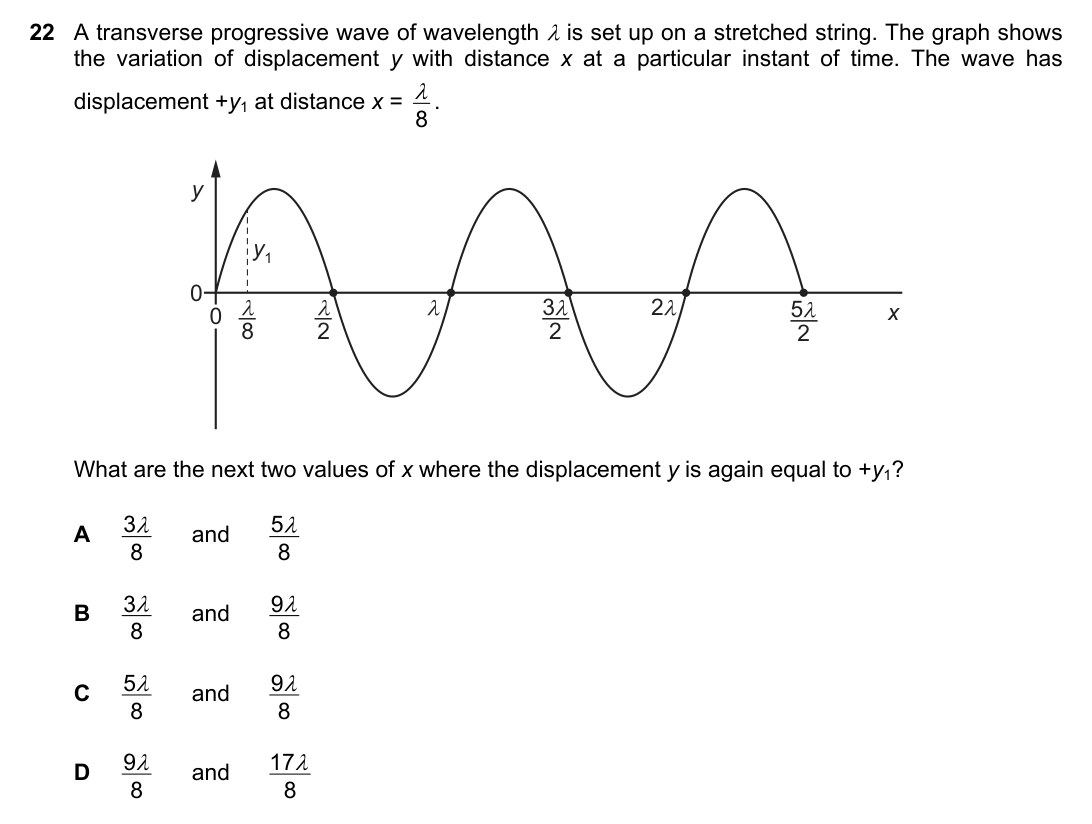 22 A transverse progressive wave of wavelength λ is set up on a stretched string. The graph shows
the variation of displacement y with distance x at a particular instant of time. The wave has
displacement +y₁ at distance x = λ/8.
y
y₁
0
0 λ/8 λ/2 λ 3λ/2 2λ 5λ/2 x
What are the next two values of x where the displacement y is again equal to +y₁?
A 3λ/8 and 5λ/8
B 3λ/8 and 9λ/8
C 5λ/8 and 9λ/8
D 9λ/8 and 17λ/8